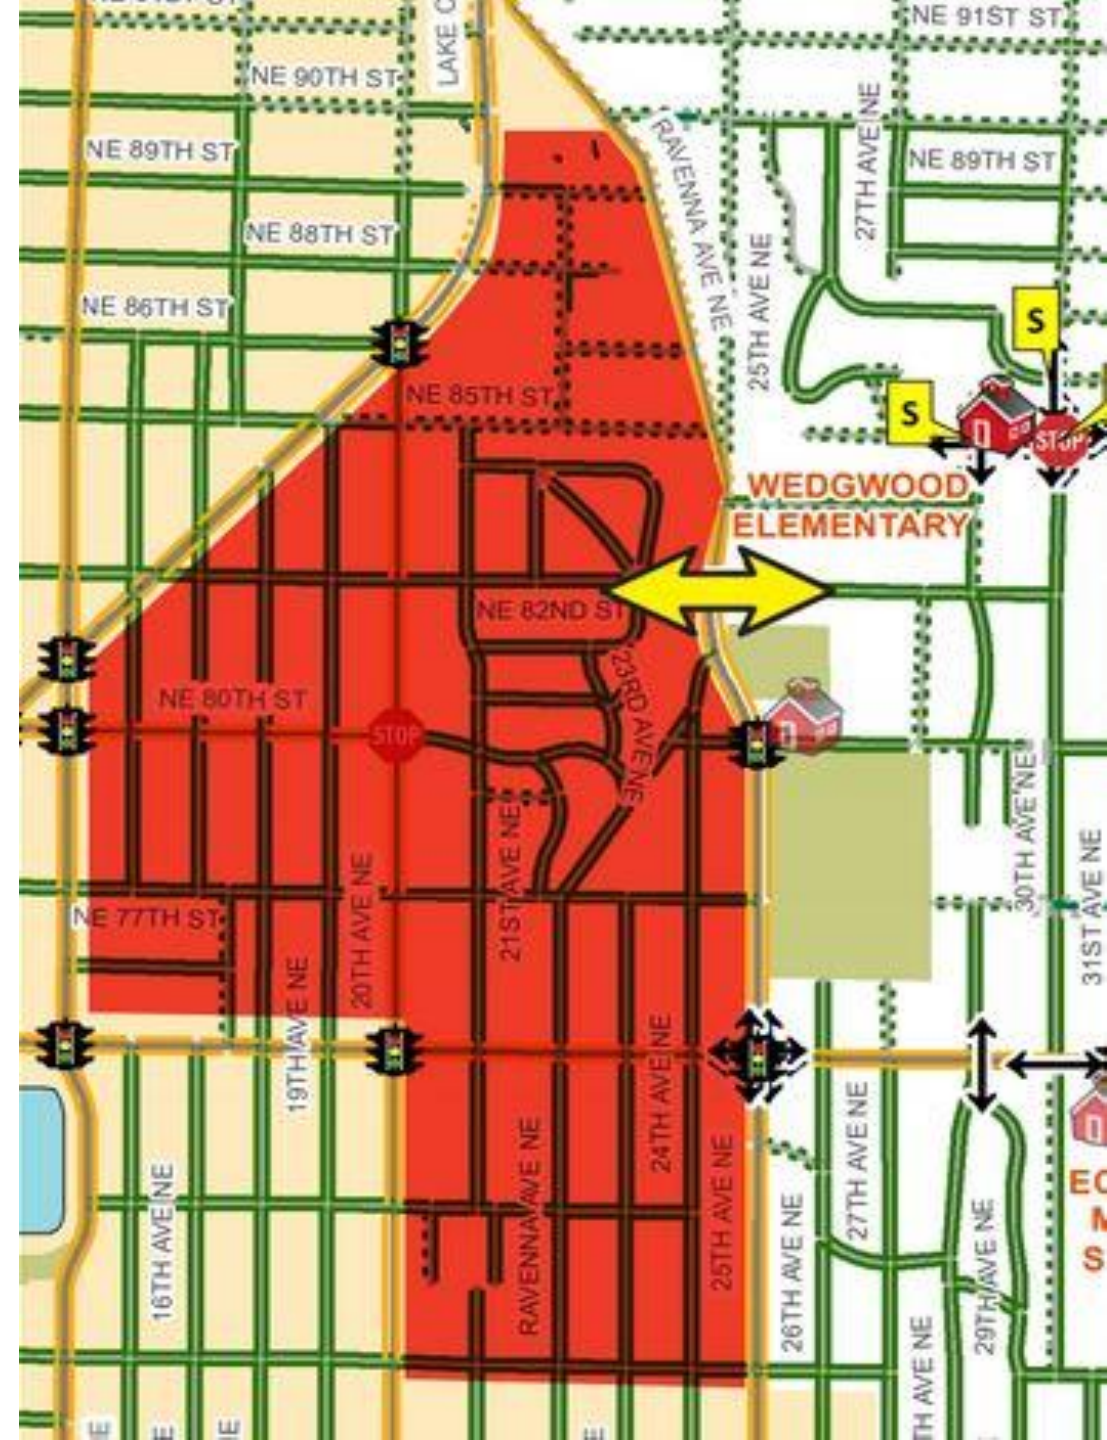 NE 91ST ST
NE 90TH ST
NE 89TH ST
NE 89TH ST
27TH AVE NE
RAVENNA AVE NE
NE 88TH ST
25TH AVE NE
NE 86TH ST
S
S
NE 85TH ST
STOP
WEDGWOOD
ELEMENTARY
NE 82ND ST
23RD AVE NE
NE 80TH ST
STOP
21ST AVE NE
30TH AVE NE
20TH AVE NE
31ST AVE NE
NE 77TH ST
19TH AVE NE
24TH AVE NE
27TH AVE NE
RAVENNA AVE NE
25TH AVE NE
16TH AVE NE
26TH AVE NE
29TH AVE NE